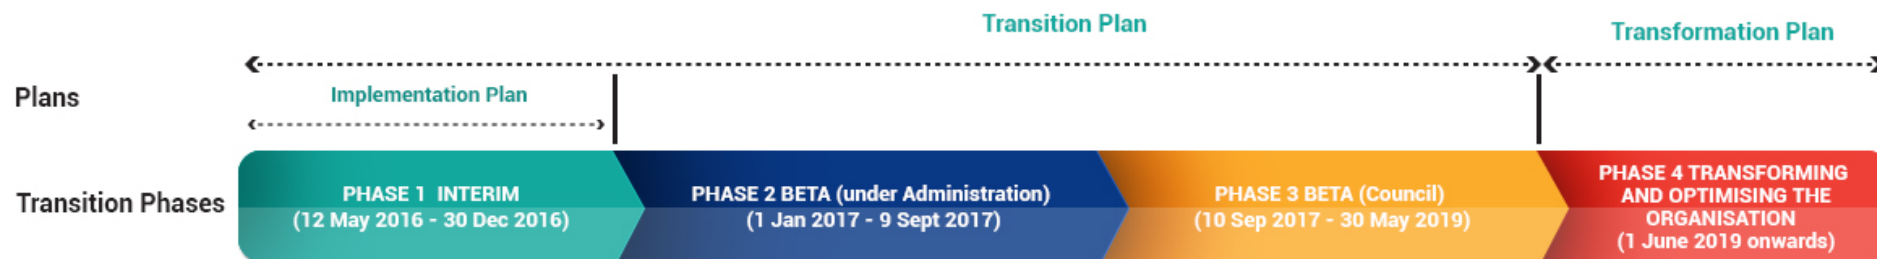 Transition Plan
Transformation Plan
Plans
Implementation Plan
Transition Phases
PHASE 1 INTERIM
(12 May 2016 - 30 Dec 2016)
PHASE 2 BETA (under Administration)
(1 Jan 2017 - 9 Sept 2017)
PHASE 3 BETA (Council)
(10 Sep 2017 - 30 May 2019)
PHASE 4 TRANSFORMING
AND OPTIMISING THE
ORGANISATION
(1 June 2019 onwards)